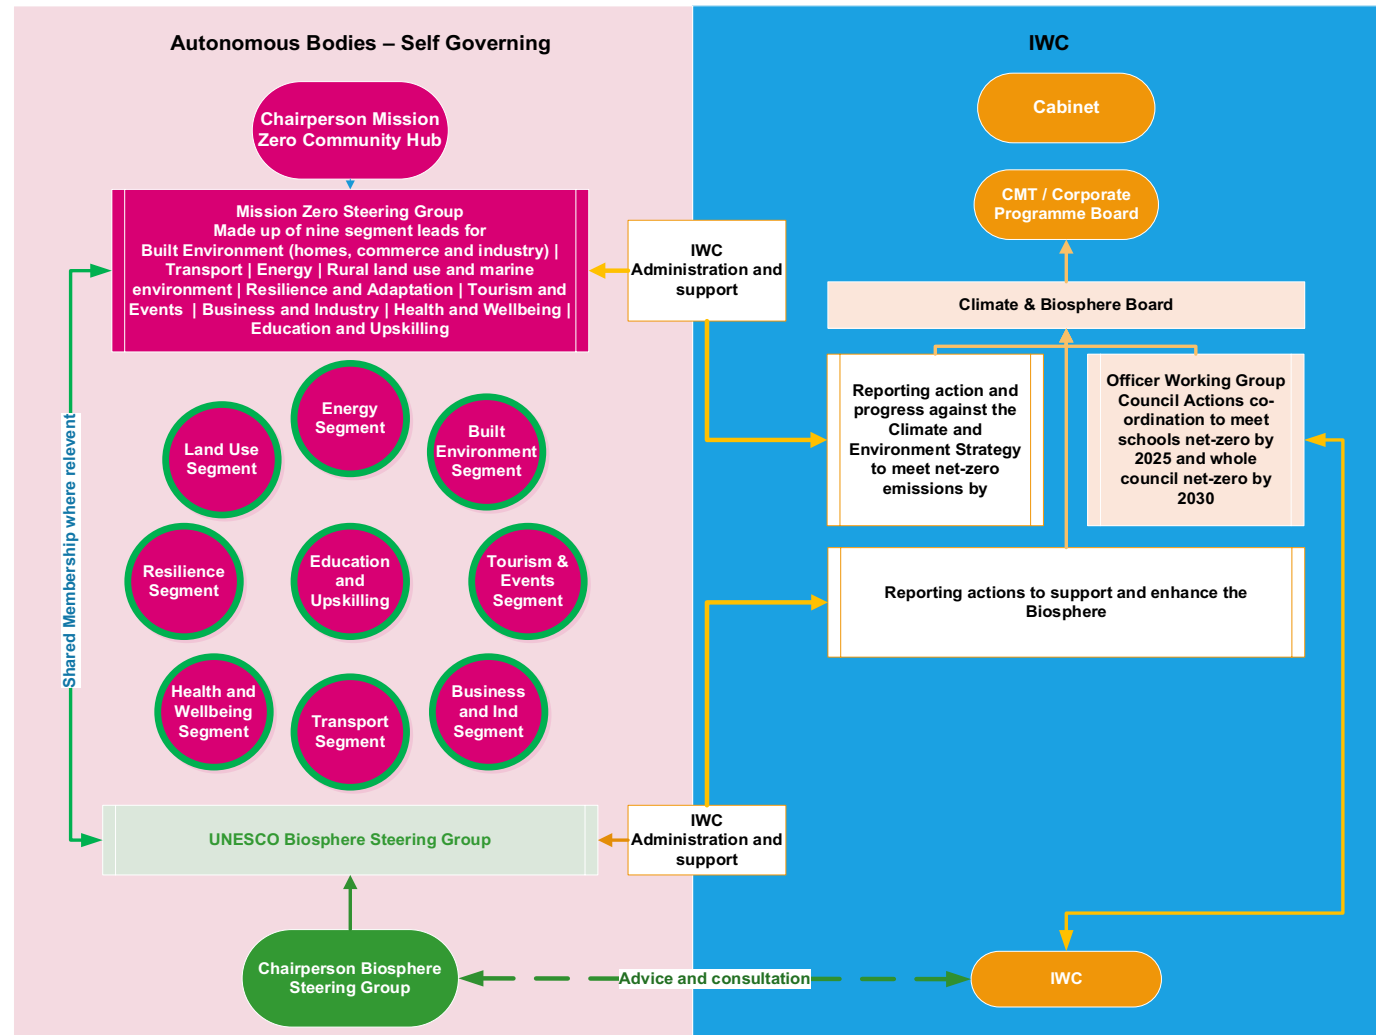 Autonomous Bodies – Self Governing
Chairperson Mission
Zero Community Hub
Mission Zero Steering Group
Made up of nine segment leads for
Built Environment (homes, commerce and industry) |
Transport | Energy | Rural land use and marine
environment | Resilience and Adaptation | Tourism and
Events | Business and Industry | Health and Wellbeing |
Education and Upskilling
Shared Membership where relevent
Energy
Segment
Land Use
Segment
Built
Environment
Segment
Resilience
Segment
Education
and
Upskilling
Tourism &
Events
Segment
Health and
Wellbeing
Segment
Transport
Segment
Business
and Ind
Segment
UNESCO Biosphere Steering Group
Chairperson Biosphere
Steering Group
IWC
Administration and
support
IWC
Administration and
support
Advice and consultation
IWC
Cabinet
CMT / Corporate
Programme Board
Climate & Biosphere Board
Reporting action and
progress against the
Climate and
Environment Strategy
to meet net-zero
emissions by
Officer Working Group
Council Actions co-
ordination to meet
schools net-zero by
2025 and whole
council net-zero by
2030
Reporting actions to support and enhance the
Biosphere
IWC